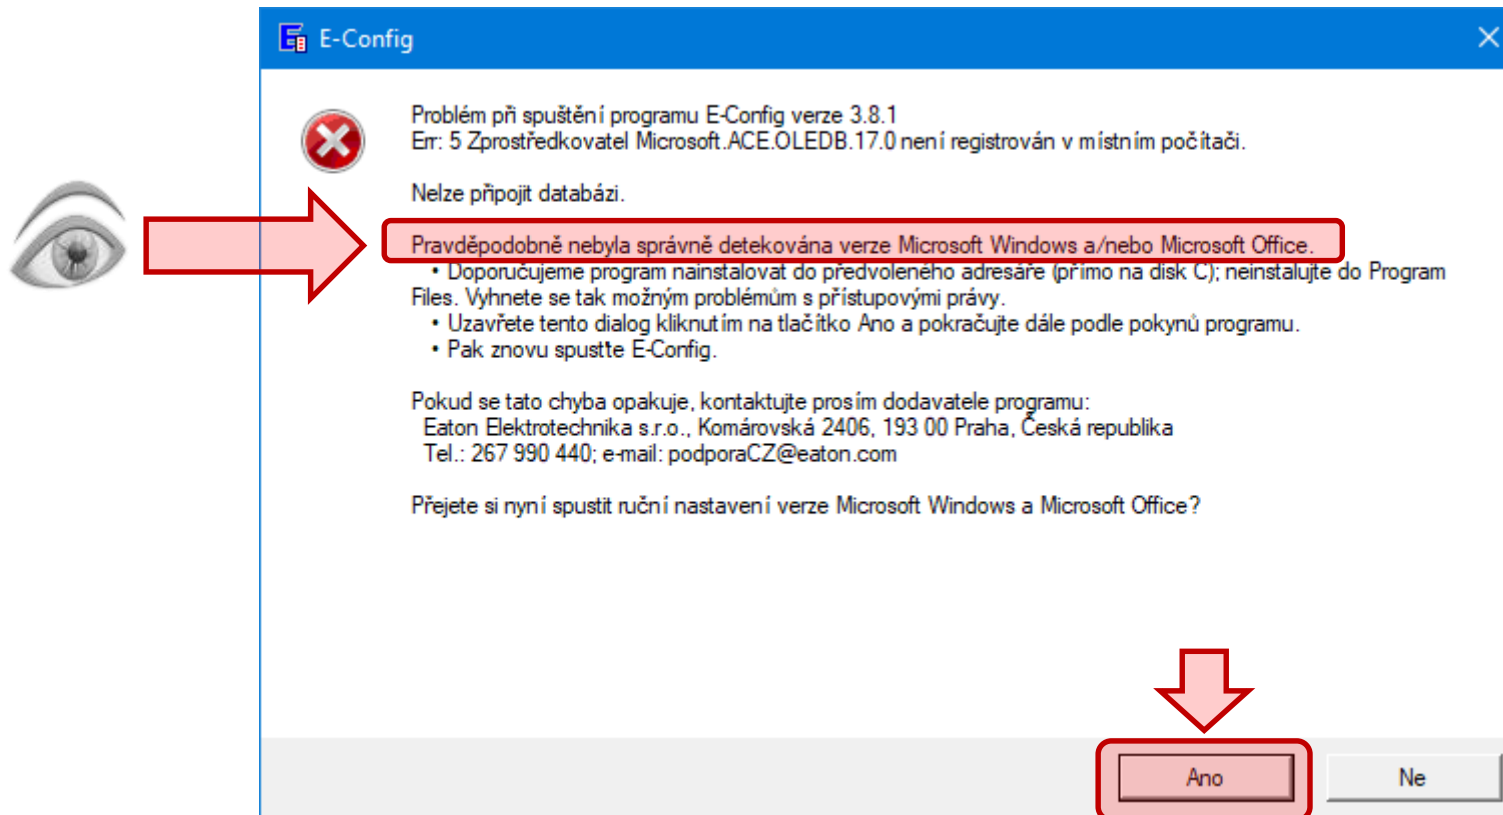 E-Config
Problém při spuštění programu E-Config verze 3.8.1
Err: 5 Zprostředkovatel Microsoft.ACE.OLEDB.17.0 není registrován v místním počítači.
Nelze připojit databázi.
Pravděpodobně nebyla správně detekována verze Microsoft Windows a/nebo Microsoft Office.
• Doporučujeme program nainstalovat do předvoleného adresáře (přímo na disk C); neinstalujte do Program
Files. Vyhnete se tak možným problémům s přístupovými právy.
• Uzavřete tento dialog kliknutím na tlačítko Ano a pokračujte dále podle pokynů programu.
• Pak znovu spusťte E-Config.
Pokud se tato chyba opakuje, kontaktujte prosím dodavatele programu:
Eaton Elektrotechnika s.r.o., Komárovská 2406, 193 00 Praha, Česká republika
Tel.: 267 990 440; e-mail: podporaCZ@eaton.com
Přejete si nyní spustit ruční nastavení verze Microsoft Windows a Microsoft Office?
Ano Ne